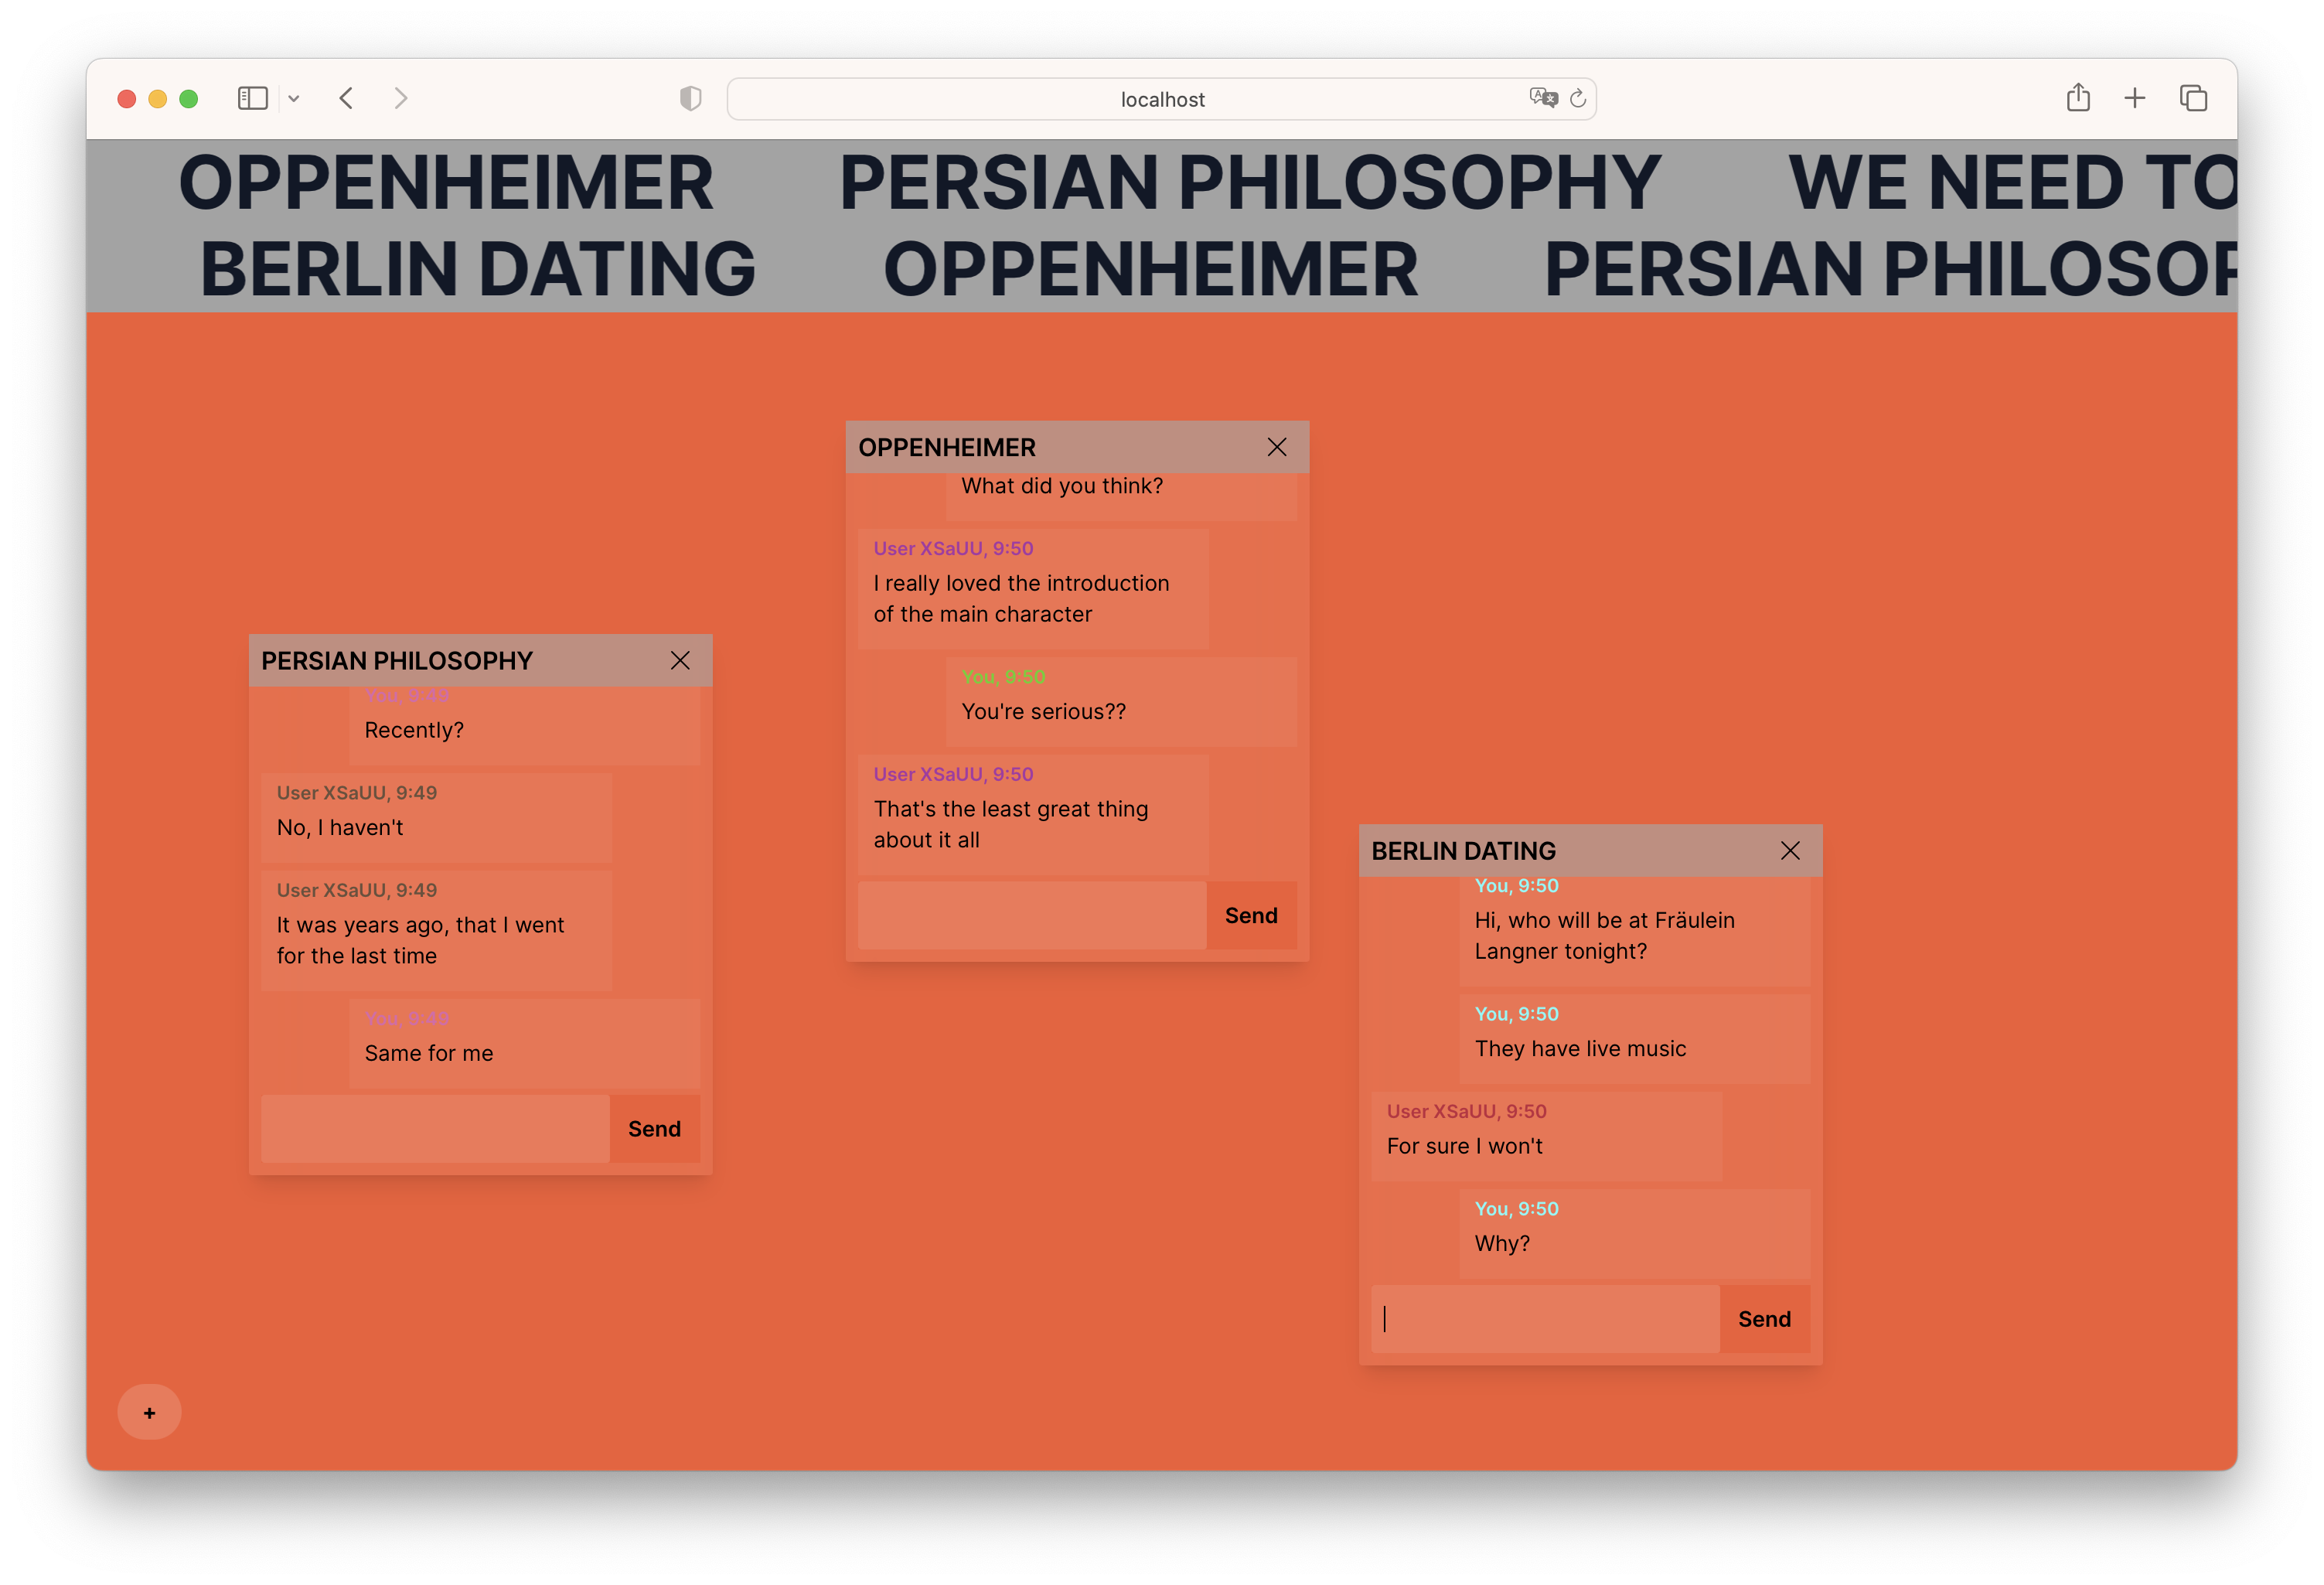 localhost
OPPENHEIMER PERSIAN PHILOSOPHY WE NEED TO
BERLIN DATING OPPENHEIMER PERSIAN PHILOSOP
OPPENHEIMER
What did you think?
User XSaUU, 9:50
I really loved the introduction
of the main character
You, 9:50
You're serious??
User XSaUU, 9:50
That's the least great thing
about it all
Send
PERSIAN PHILOSOPHY
You, 9:49
Recently?
User XSaUU, 9:49
No, I haven't
User XSaUU, 9:49
It was years ago, that I went
for the last time
You, 9:49
Same for me
Send
BERLIN DATING
You, 9:50
Hi, who will be at Fräulein
Langner tonight?
You, 9:50
They have live music
User XSaUU, 9:50
For sure I won't
You, 9:50
Why?
Send
+